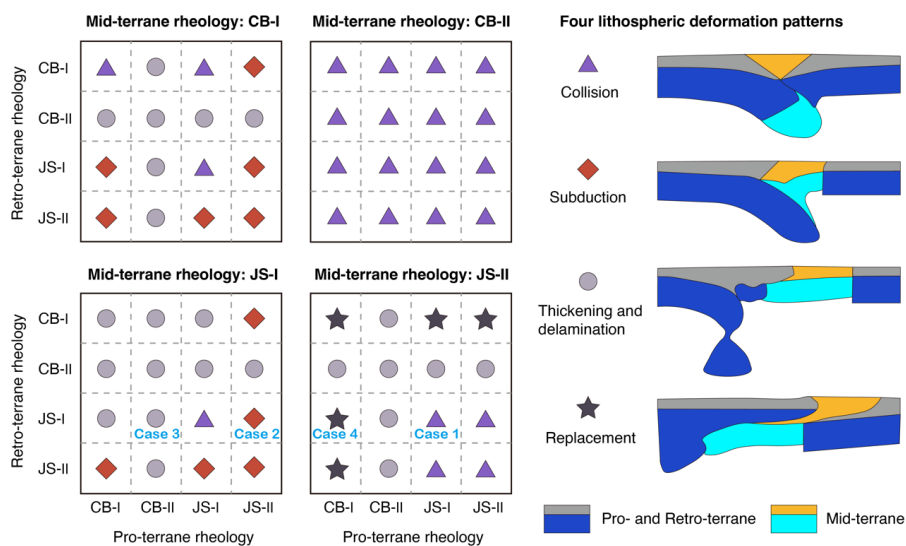 Mid-terrane rheology: CB-I
Mid-terrane rheology: CB-II
Four lithospheric deformation patterns
Retro-terrane rheology
CB-I
CB-II
JS-I
JS-II
Collision
Subduction
Mid-terrane rheology: JS-I
Mid-terrane rheology: JS-II
Retro-terrane rheology
CB-I
CB-II
JS-I
JS-II
Case 3
Case 2
Case 4
Case 1
CB-I
CB-II
JS-I
JS-II
CB-I
CB-II
JS-I
JS-II
Pro-terrane rheology
Pro-terrane rheology
Thickening and
delamination
Replacement
Pro- and Retro-terrane
Mid-terrane